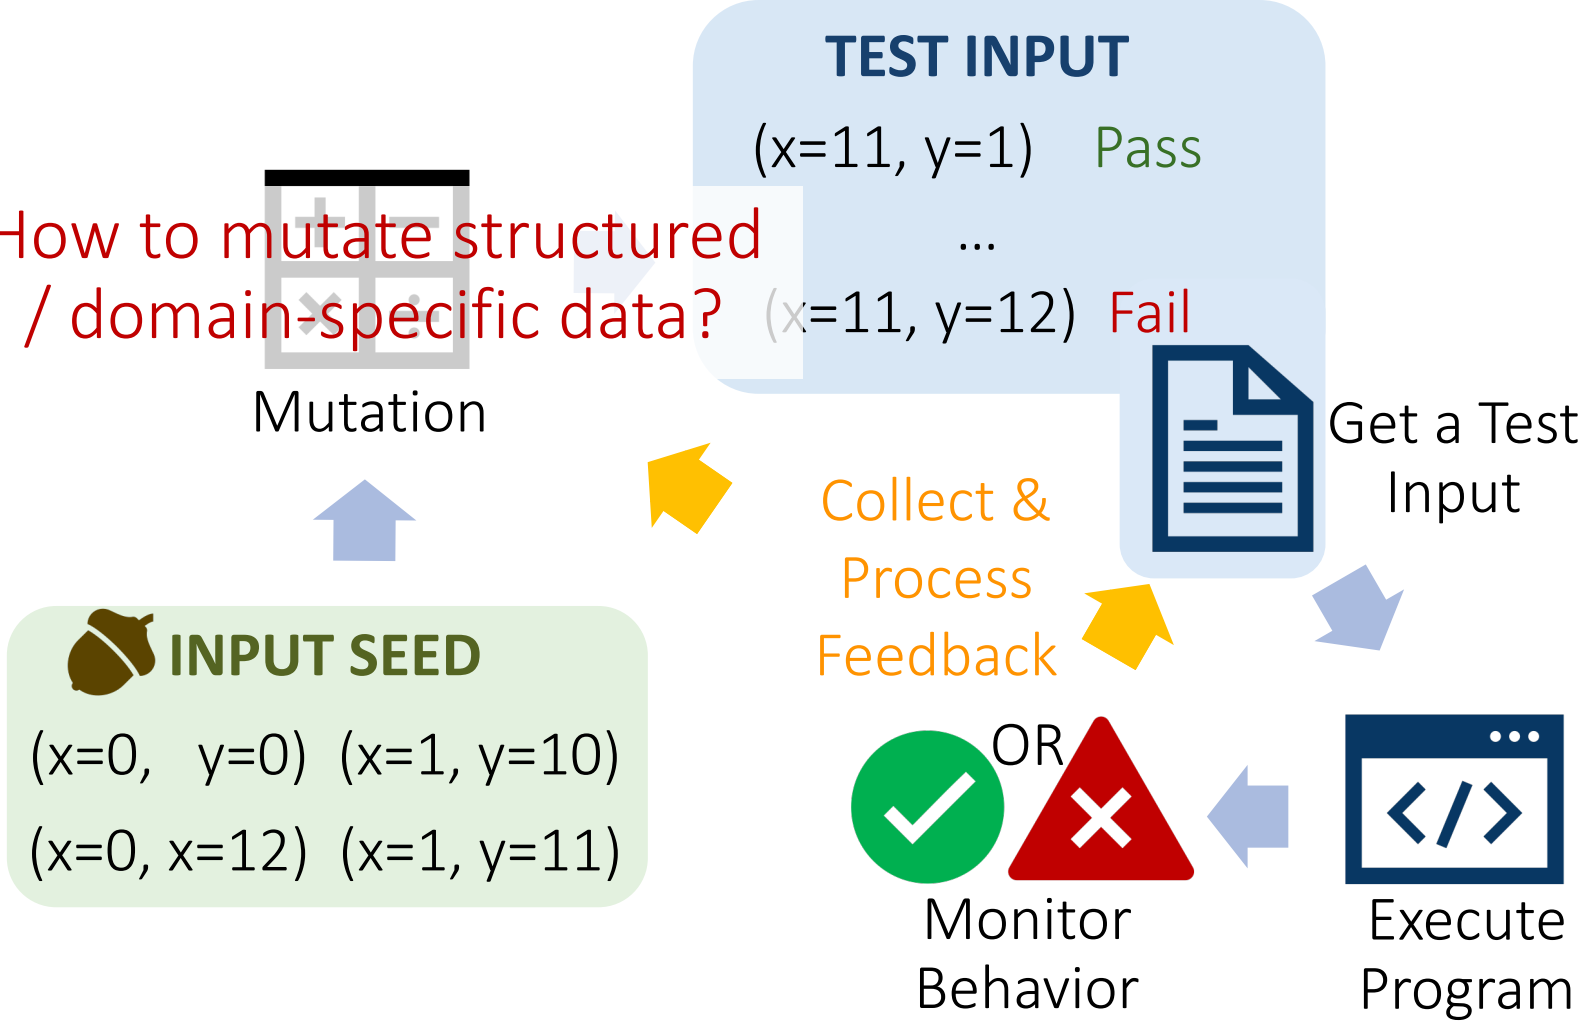 TEST INPUT
(x=11, y=1) Pass
...
(x=11, y=12) Fail
How to mutate structured
/ domain-specific data?
Mutation
Get a Test
Input
Collect &
Process
Feedback
INPUT SEED
(x=0, y=0) (x=1, y=10)
(x=0, x=12) (x=1, y=11)
OR
Monitor
Behavior
Execute
Program